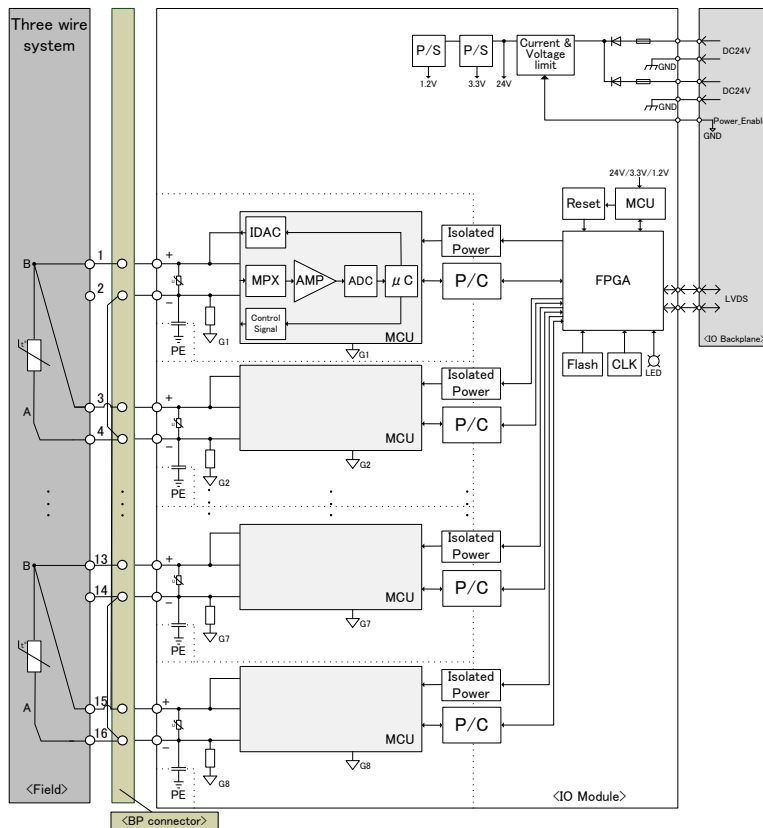 Three wire
system
P/S
P/S
Current &
Voltage
limit
1.2V
3.3V
24V
GND
DC24V
GND
DC24V
Power_Enable
GND
24V/3.3V/1.2V
Reset
MCU
FPGA
LVDS
Flash
CLK
LED
<IO Backplane>
B
1
2
+
−
PE
G1
IDAC
MPX
AMP
ADC
μC
Control
Signal
MCU
G1
Isolated
Power
P/C
t°
A
3
4
+
−
PE
G2
MCU
G2
Isolated
Power
P/C
B
13
14
+
−
PE
G7
MCU
G7
Isolated
Power
P/C
t°
A
15
16
+
−
PE
G8
MCU
G8
Isolated
Power
P/C
<Field>
<IO Module>
<BP connector>